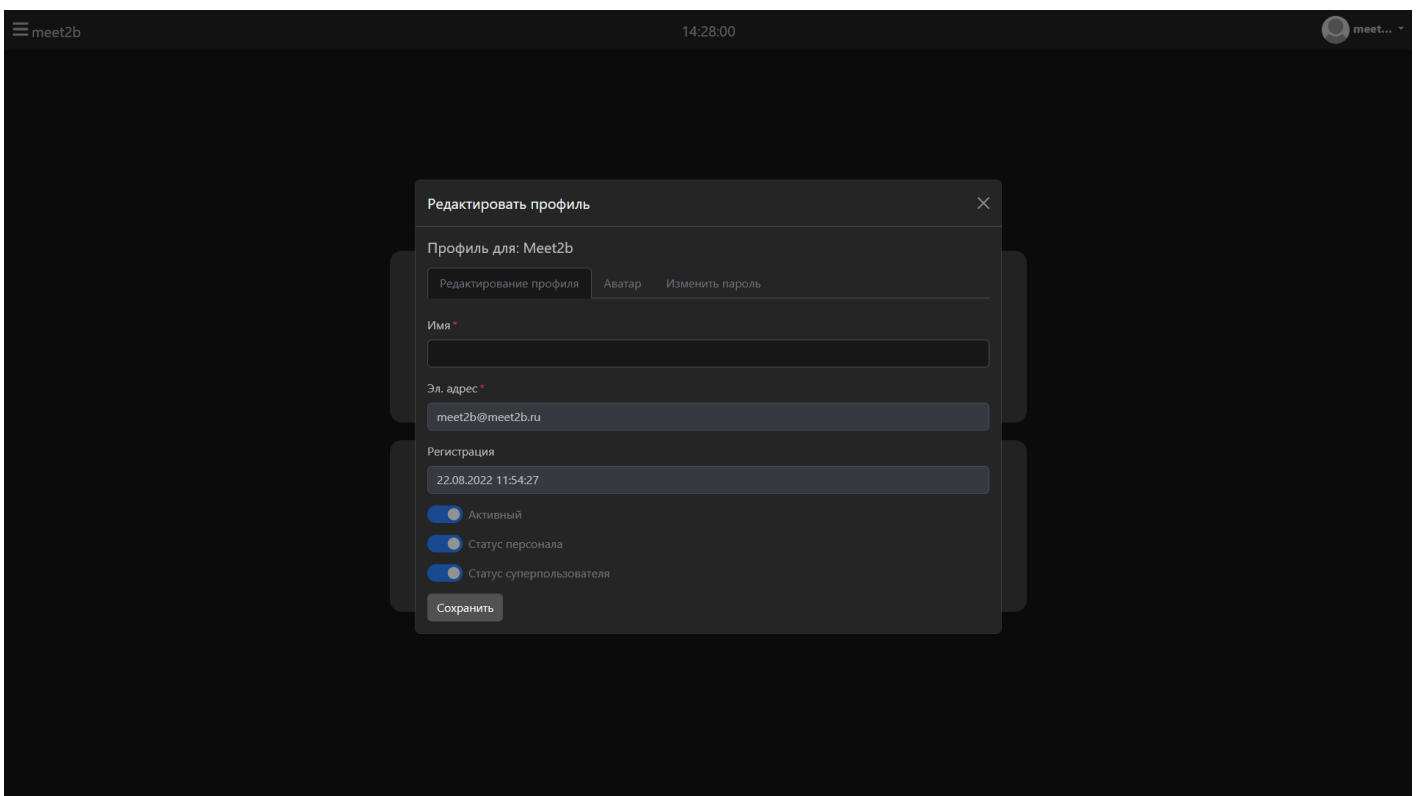 meet2b
14:28:00
meet...
Редактировать профиль
Профиль для: Meet2b
Редактирование профиля Аватар Изменить пароль
Имя *
Эл. адрес *
meet2b@meet2b.ru
Регистрация
22.08.2022 11:54:27
Активный
Статус персонала
Статус суперпользователя
Сохранить